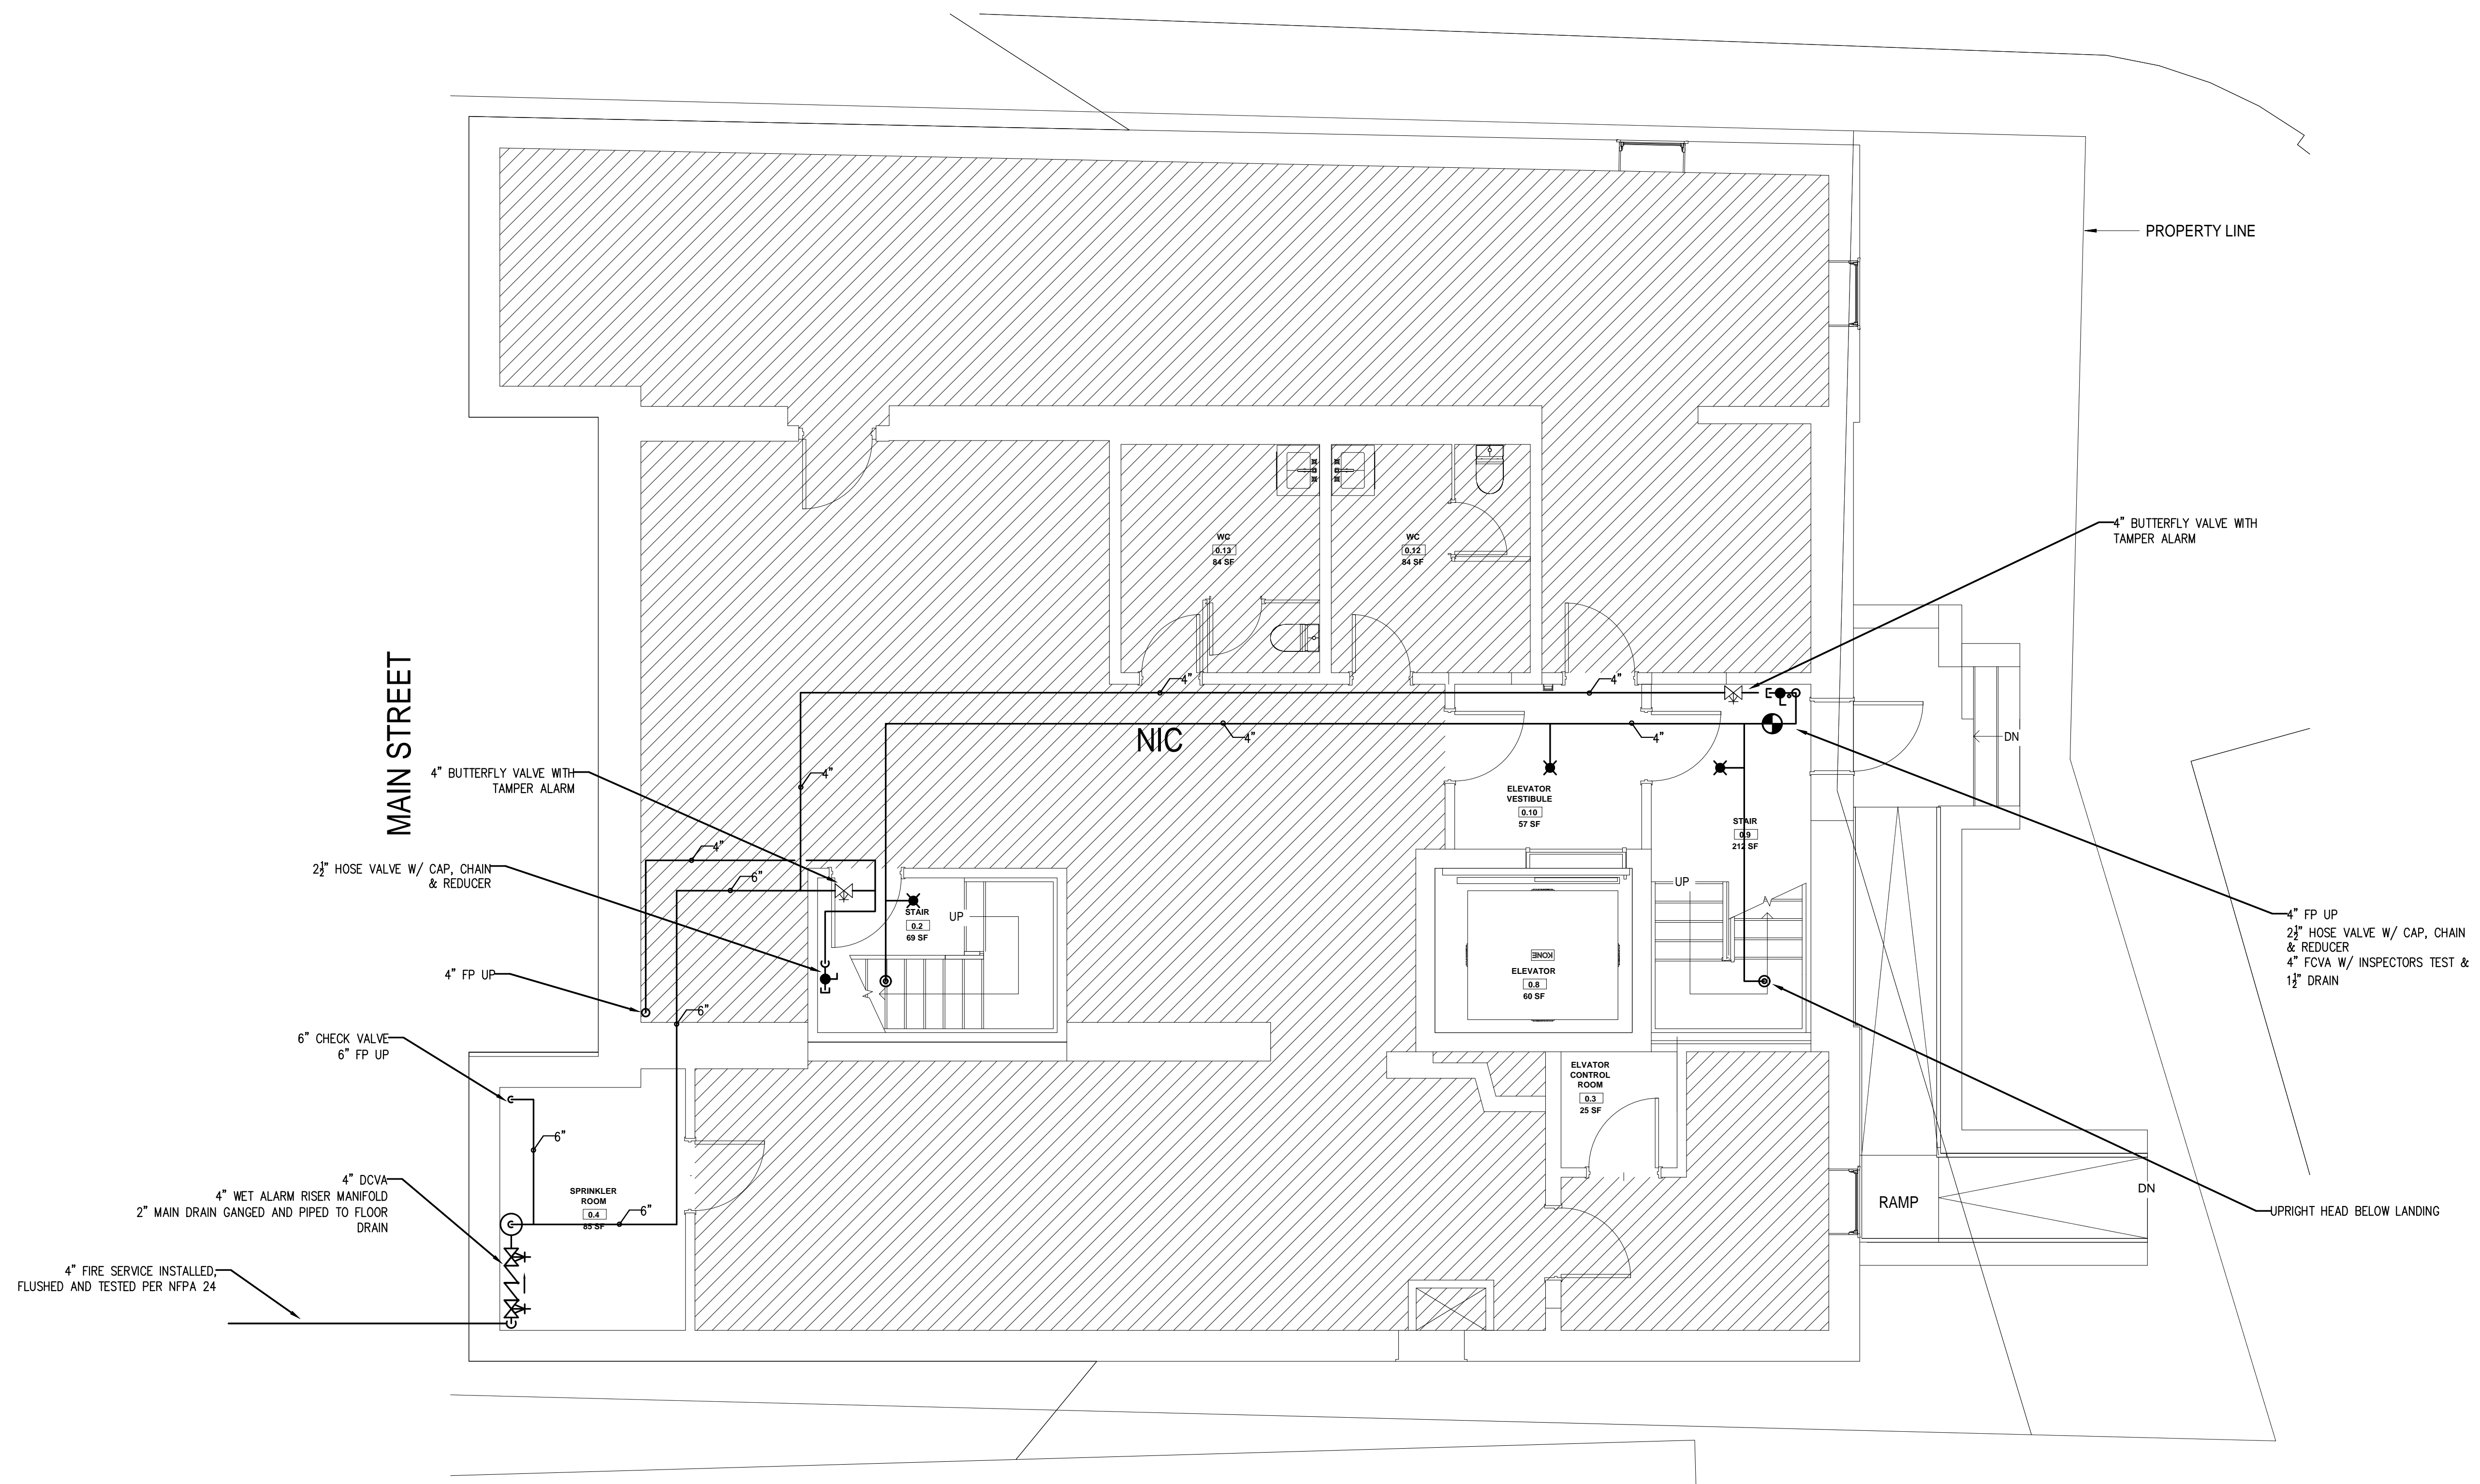 PROPERTY LINE
4” BUTTERFLY VALVE WITH
TAMPER ALARM
WC
0.13
84 SF
WC
0.12
84 SF
MAIN STREET
4”
4”
NIC
4”
4”
4”
4”
6”
4” BUTTERFLY VALVE WITH
TAMPER ALARM
2½” HOSE VALVE W/ CAP, CHAIN
& REDUCER
4” FP UP
6” CHECK VALVE
6” FP UP
4” DCVA
4” WET ALARM RISER MANIFOLD
2” MAIN DRAIN GANGED AND PIPED TO FLOOR
DRAIN
4” FIRE SERVICE INSTALLED,
FLUSHED AND TESTED PER NFPA 24
STAIR
0.2
69 SF
UP
6”
6”
6”
SPRINKLER
ROOM
0.4
85 SF
ELEVATOR
VESTIBULE
0.10
57 SF
STAIR
0.9
212 SF
UP
KONE
ELEVATOR
0.8
60 SF
ELVATOR
CONTROL
ROOM
0.3
25 SF
DN
4” FP UP
2½” HOSE VALVE W/ CAP, CHAIN
& REDUCER
4” FCVA W/ INSPECTORS TEST &
1½” DRAIN
RAMP
DN
UPRIGHT HEAD BELOW LANDING